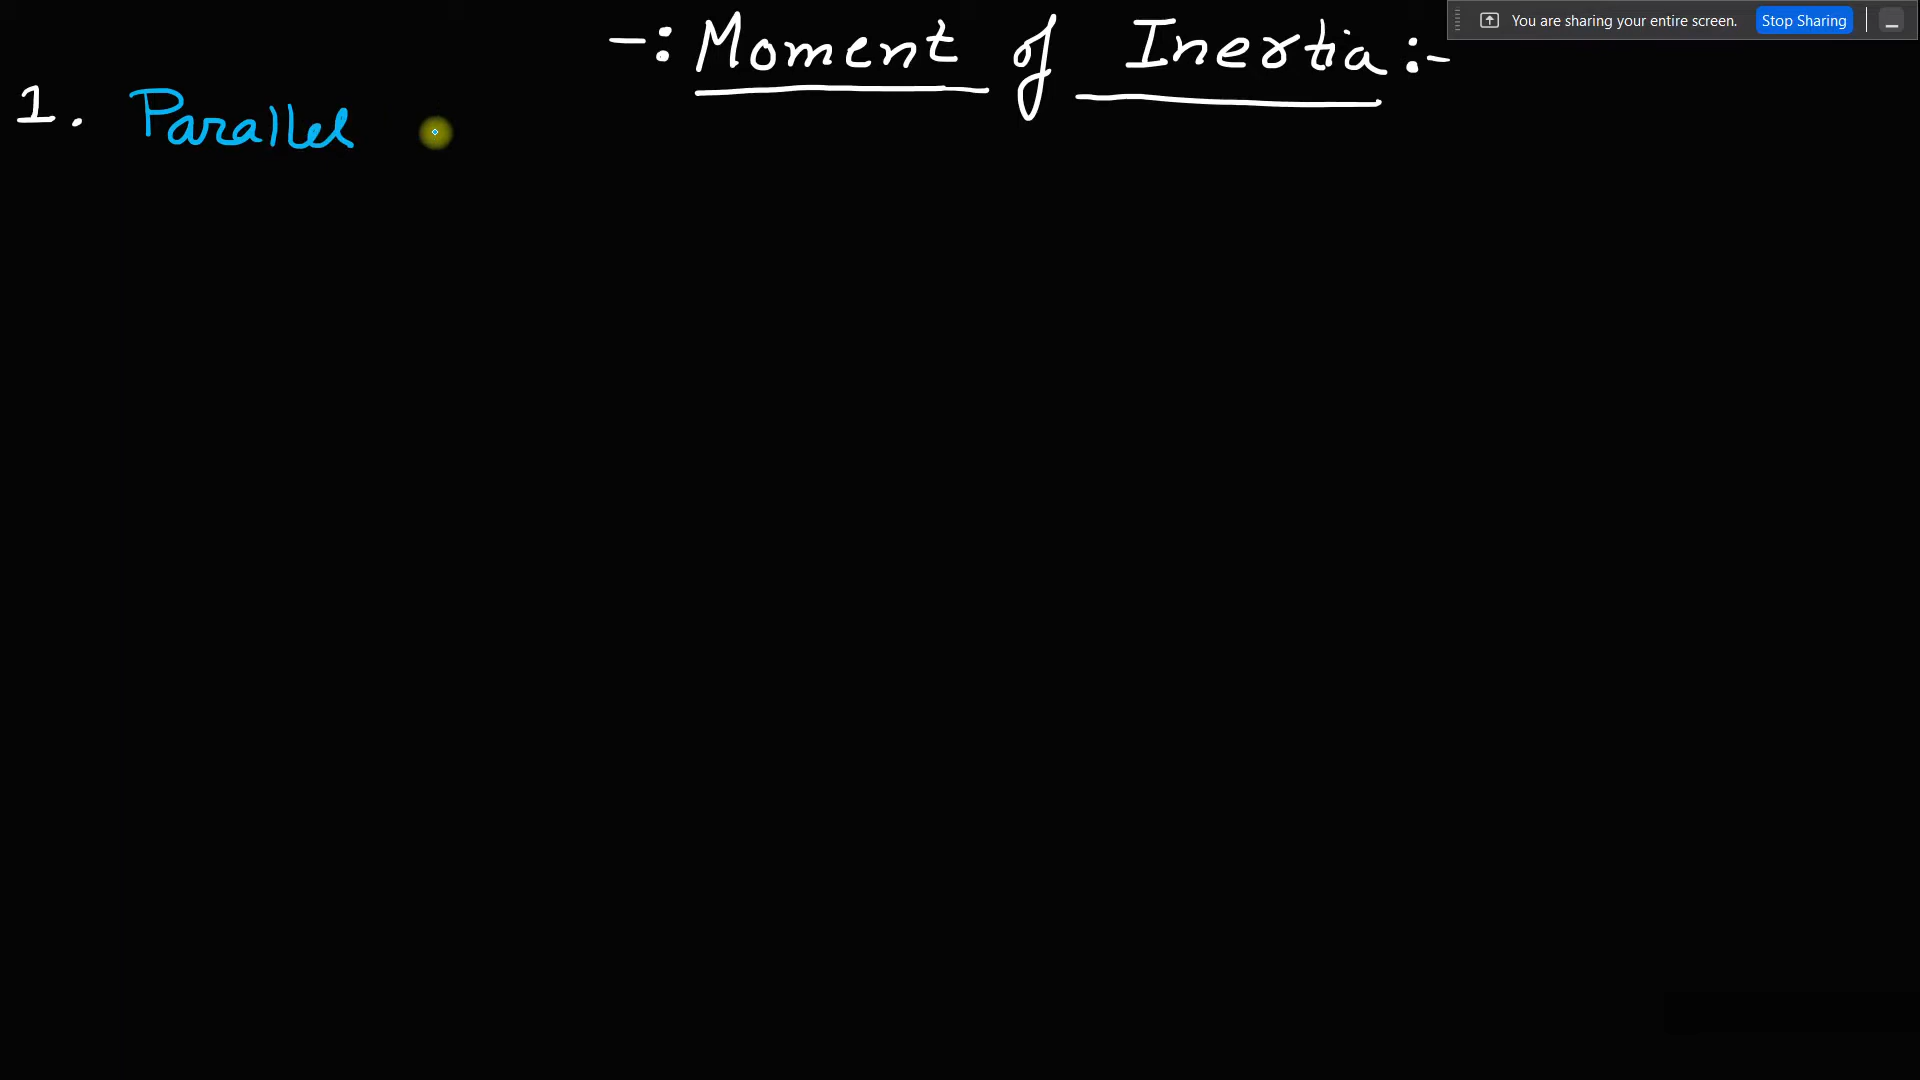 -: Moment of Inertia :-
You are sharing your entire screen. Stop Sharing
1. Parallel